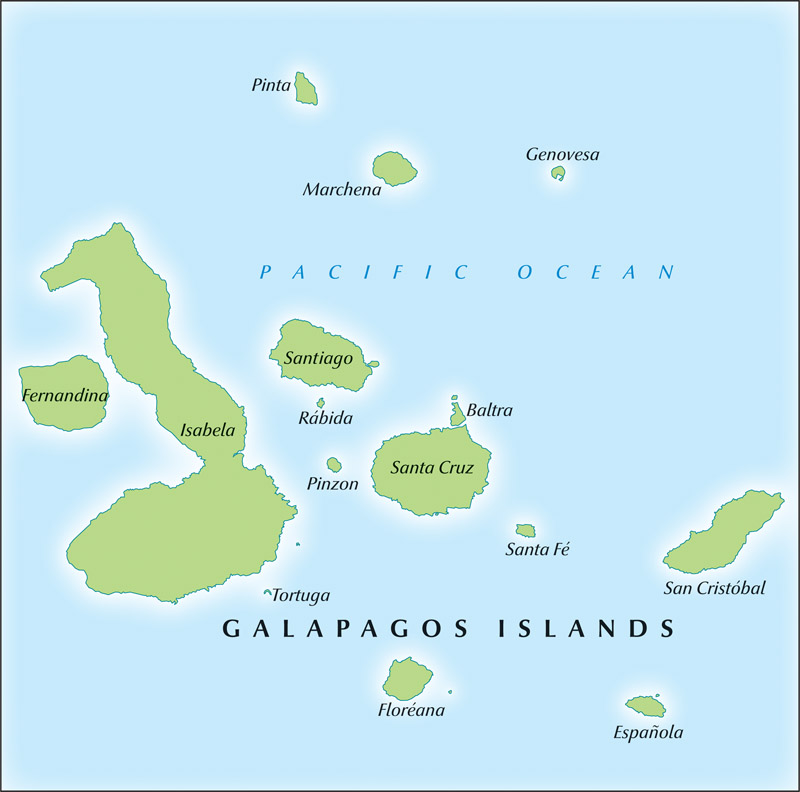 Pinta
Genovesa
Marchena
PACIFIC OCEAN
Santiago
Fernandina
Rábida
Baltra
Isabela
Santa Cruz
Pinzon
Santa Fé
San Cristóbal
Tortuga
GALAPAGOS ISLANDS
Floréana
Española